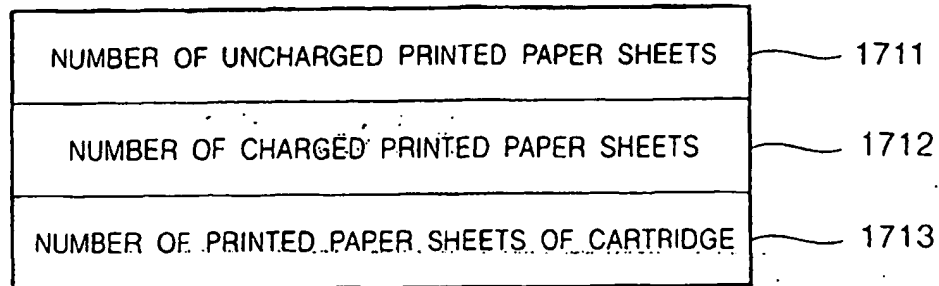 NUMBER OF UNCHARGED PRINTED PAPER SHEETS 1711
NUMBER OF CHARGED PRINTED PAPER SHEETS 1712
NUMBER OF PRINTED PAPER SHEETS OF CARTRIDGE 1713